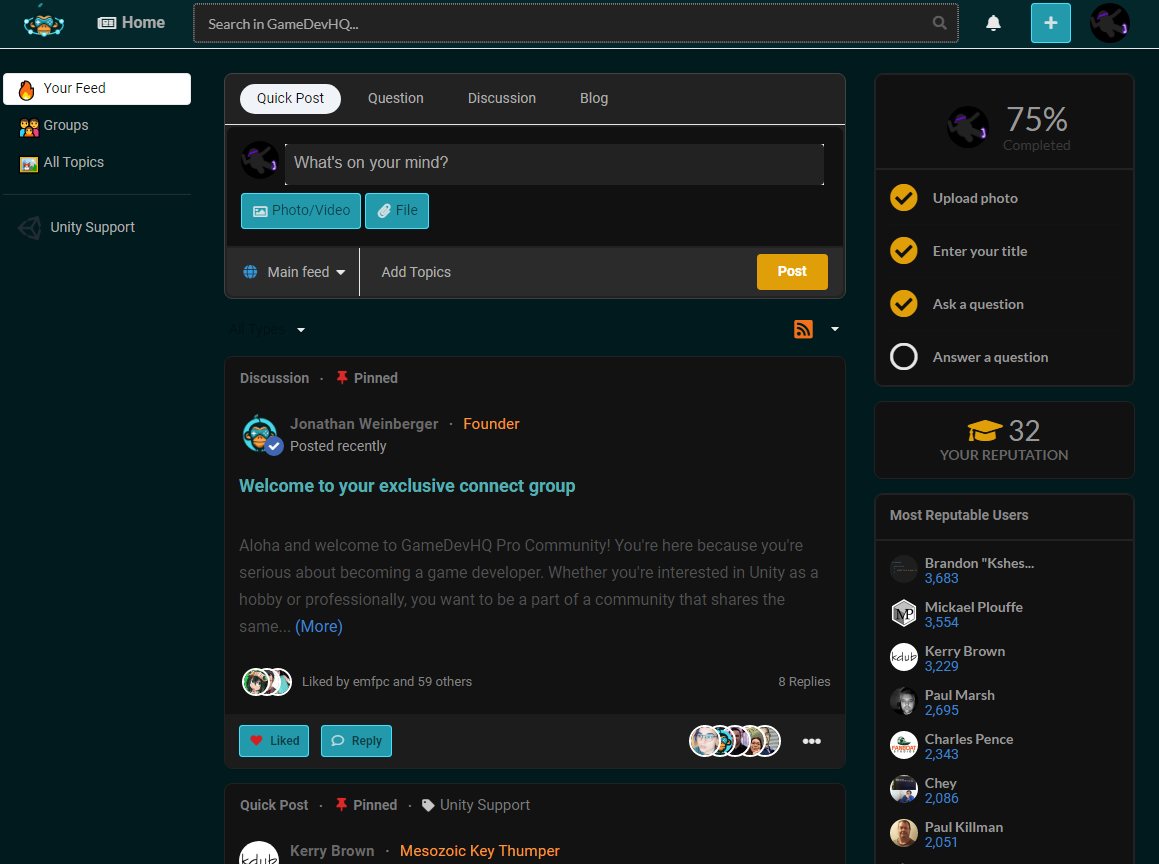 Home
Search in GameDevHQ...
+
Your Feed
Groups
All Topics
Unity Support
Quick Post Question Discussion Blog
What's on your mind?
Photo/Video File
Main feed Add Topics Post
All Types
Discussion · Pinned
Jonathan Weinberger · Founder
Posted recently
Welcome to your exclusive connect group
Aloha and welcome to GameDevHQ Pro Community! You're here because you're
serious about becoming a game developer. Whether you're interested in Unity as a
hobby or professionally, you want to be a part of a community that shares the
same... (More)
Liked by emfpc and 59 others 8 Replies
Liked Reply
Quick Post · Pinned · Unity Support
kdub
Kerry Brown · Mesozoic Key Thumper
75%
Completed
Upload photo
Enter your title
Ask a question
Answer a question
32
YOUR REPUTATION
Most Reputable Users
Brandon "Kshes...
3,683
MP
Mickael Plouffe
3,554
kdub
Kerry Brown
3,229
Paul Marsh
2,695
Charles Pence
2,343
Chey
2,086
Paul Killman
2,051